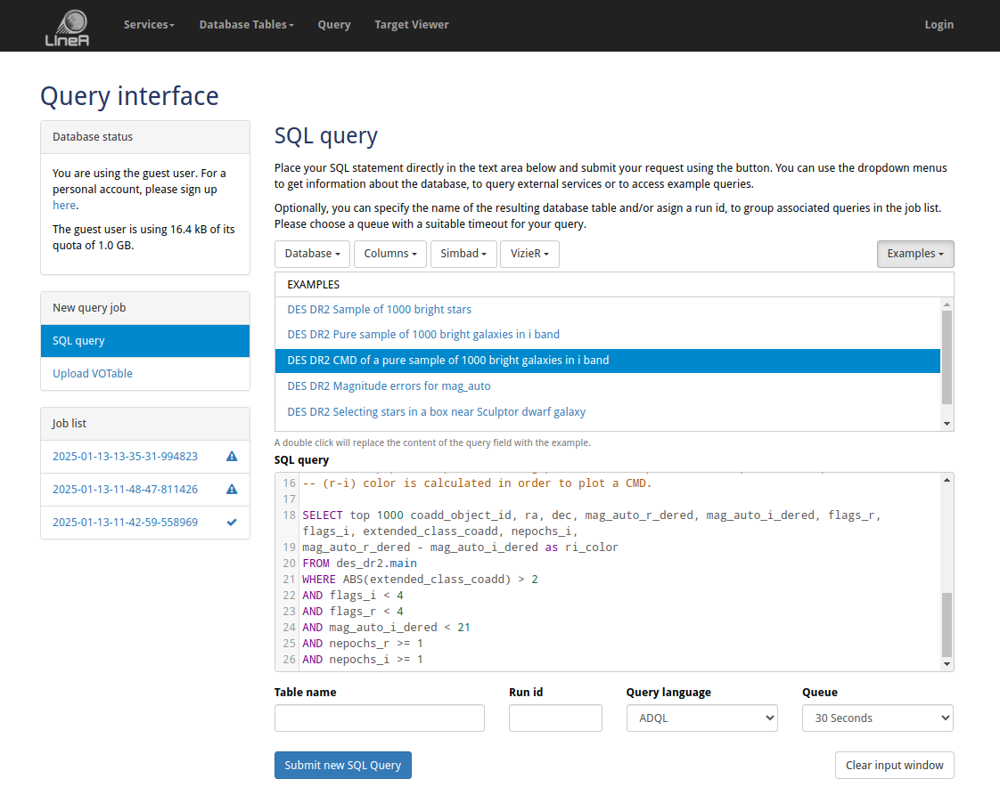 LIneA
Services
Database Tables
Query
Target Viewer
Login
Query interface
Database status
You are using the guest user. For a
personal account, please sign up
here.
The guest user is using 16.4 kB of its
quota of 1.0 GB.
New query job
SQL query
Upload VOTable
Job list
2025-01-13-13-35-31-994823
2025-01-13-11-48-47-811426
2025-01-13-11-42-59-558969
SQL query
Place your SQL statement directly in the text area below and submit your request using the button. You can use the dropdown menus
to get information about the database, to query external services or to access example queries.
Optionally, you can specify the name of the resulting database table and/or asign a run id, to group associated queries in the job list.
Please choose a queue with a suitable timeout for your query.
Database
Columns
Simbad
VizieR
Examples
EXAMPLES
DES DR2 Sample of 1000 bright stars
DES DR2 Pure sample of 1000 bright galaxies in i band
DES DR2 CMD of a pure sample of 1000 bright galaxies in i band
DES DR2 Magnitude errors for mag_auto
DES DR2 Selecting stars in a box near Sculptor dwarf galaxy
A double click will replace the content of the query field with the example.
SQL query
16 -- (r-i) color is calculated in order to plot a CMD.
17
18 SELECT top 1000 coadd_object_id, ra, dec, mag_auto_r_dered, mag_auto_i_dered, flags_r,
flags_i, extended_class_coadd, nepochs_i,
19 mag_auto_r_dered - mag_auto_i_dered as ri_color
20 FROM des_dr2.main
21 WHERE ABS(extended_class_coadd) > 2
22 AND flags_i < 4
23 AND flags_r < 4
24 AND mag_auto_i_dered < 21
25 AND nepochs_r >= 1
26 AND nepochs_i >= 1
Table name
Run id
Query language
Queue
ADQL
30 Seconds
Submit new SQL Query
Clear input window